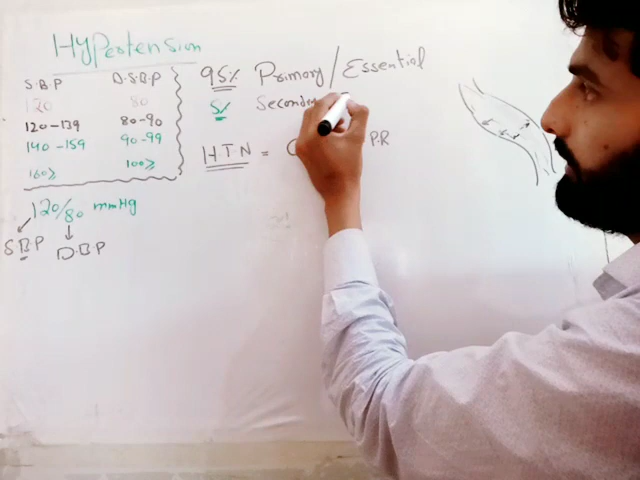 Hypertension
S.B.P D.S.B.P
120 80
120-139 80-90
140-159 90-99
160≥ 100≥
120/80 mmHg
S B P D.B.P
95% Primary/Essential
5% Secondary
HTN = C P.R